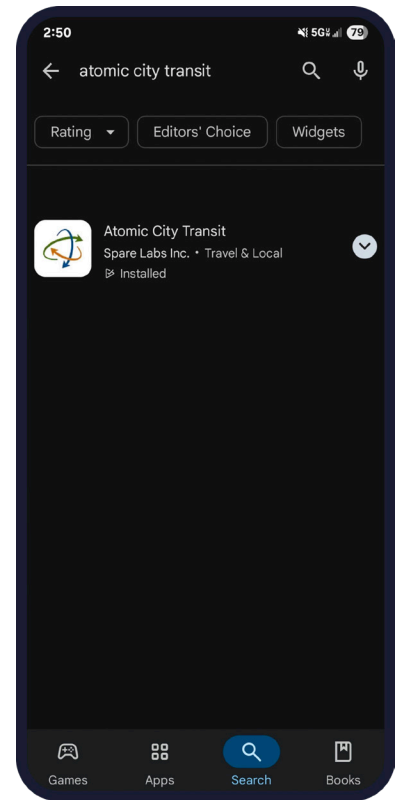 2:50 5G 79
atomic city transit
Rating Editors' Choice Widgets
Atomic City Transit
Spare Labs Inc. • Travel & Local
Installed
Games Apps Search Books